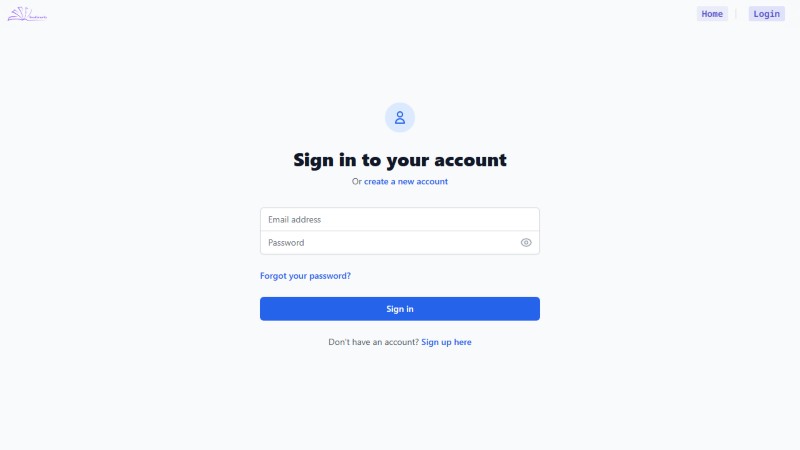 Home
Login
Sign in to your account
Or create a new account
Email address
Password
Forgot your password?
Sign in
Don't have an account? Sign up here